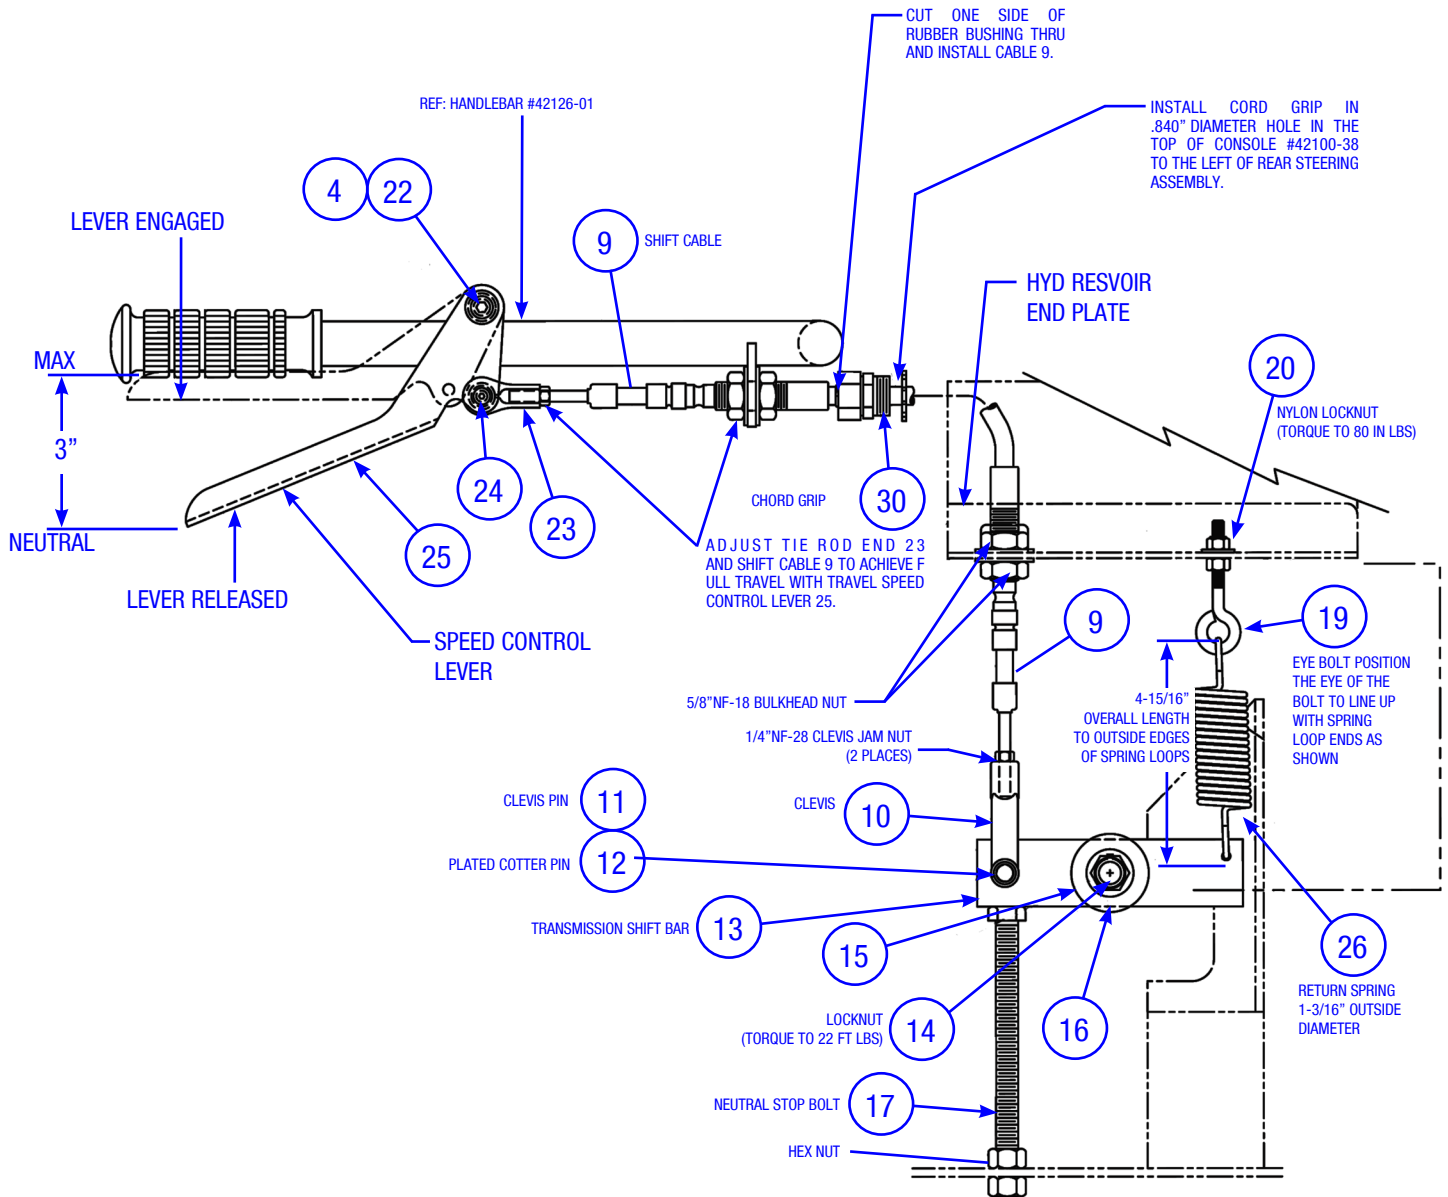 CUT ONE SIDE OF
RUBBER BUSHING THRU
AND INSTALL CABLE 9.
REF: HANDLEBAR #42126-01
INSTALL CORD GRIP IN
.840” DIAMETER HOLE IN THE
TOP OF CONSOLE #42100-38
TO THE LEFT OF REAR STEERING
ASSEMBLY.
4
22
LEVER ENGAGED
9
SHIFT CABLE
HYD RESVOIR
END PLATE
MAX
3”
NEUTRAL
20
NYLON LOCKNUT
(TORQUE TO 80 IN LBS)
24
23
25
CHORD GRIP
30
ADJUST TIE ROD END 23
AND SHIFT CABLE 9 TO ACHIEVE F
ULL TRAVEL WITH TRAVEL SPEED
CONTROL LEVER 25.
LEVER RELEASED
SPEED CONTROL
LEVER
9
19
EYE BOLT POSITION
THE EYE OF THE
BOLT TO LINE UP
WITH SPRING
LOOP ENDS AS
SHOWN
5/8”NF-18 BULKHEAD NUT
4-15/16”
OVERALL LENGTH
TO OUTSIDE EDGES
OF SPRING LOOPS
1/4”NF-28 CLEVIS JAM NUT
(2 PLACES)
CLEVIS PIN
11
CLEVIS
10
PLATED COTTER PIN
12
TRANSMISSION SHIFT BAR
13
15
26
RETURN SPRING
1-3/16” OUTSIDE
DIAMETER
LOCKNUT
(TORQUE TO 22 FT LBS)
14
16
NEUTRAL STOP BOLT
17
HEX NUT